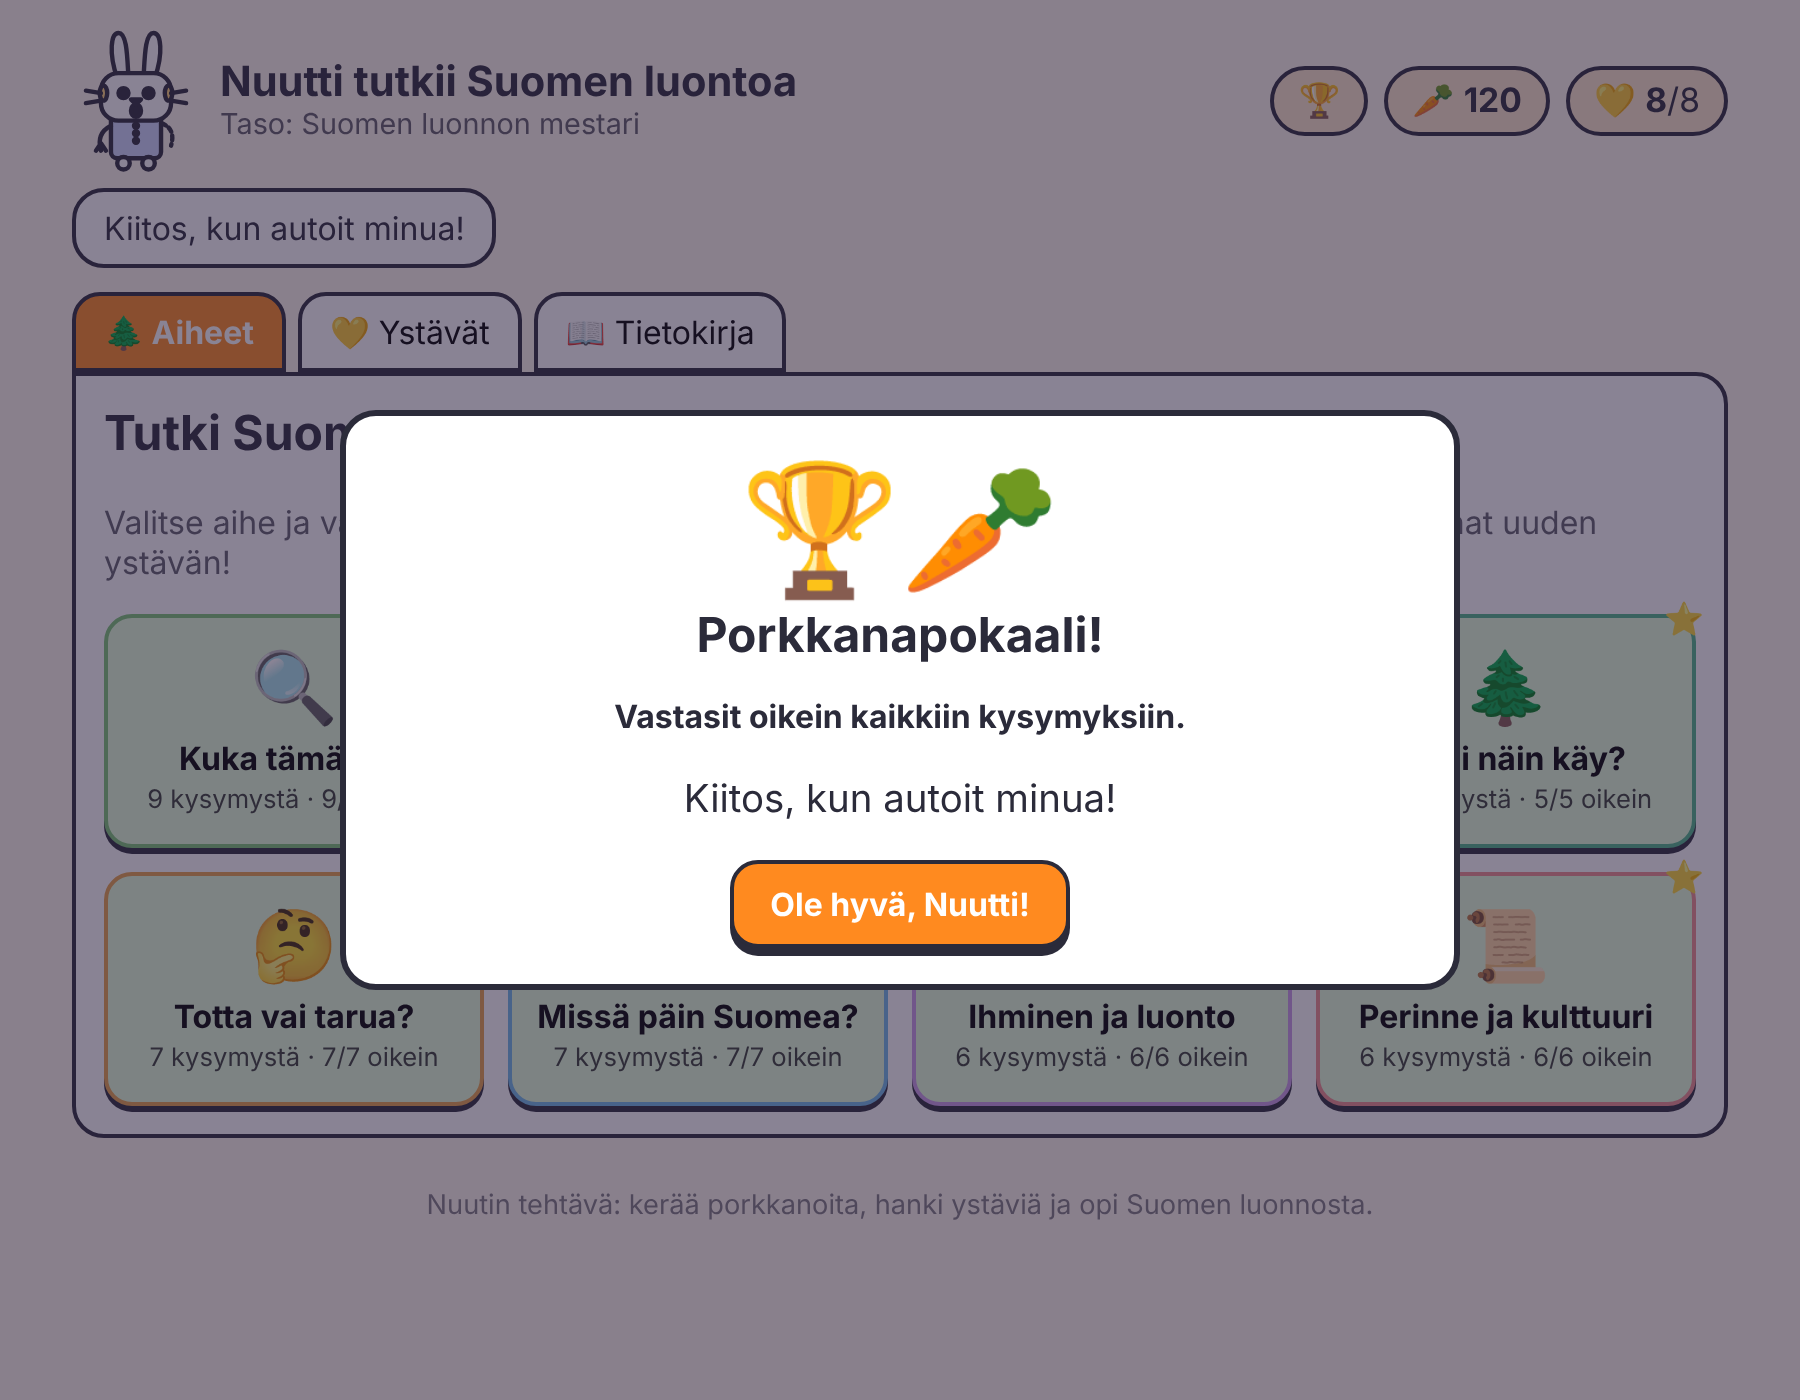 Nuutti tutkii Suomen luontoa
Taso: Suomen luonnon mestari
120
8/8
Kiitos, kun autoit minua!
Aiheet
Ystävät
Tietokirja
Tutki
Valitse aihe ja
uuden
ystävän!
Porkkanapokaali!
Vastasit oikein kaikkiin kysymyksiin.
Kiitos, kun autoit minua!
Ole hyvä, Nuutti!
Kuka tämä
9 kysymystä ·
näin käy?
· 5/5 oikein
Totta vai tarua?
7 kysymystä · 7/7 oikein
Missä päin Suomea?
7 kysymystä · 7/7 oikein
Ihminen ja luonto
6 kysymystä · 6/6 oikein
Perinne ja kulttuuri
6 kysymystä · 6/6 oikein
Nuutin tehtävä: kerää porkkanoita, hanki ystäviä ja opi Suomen luonnosta.